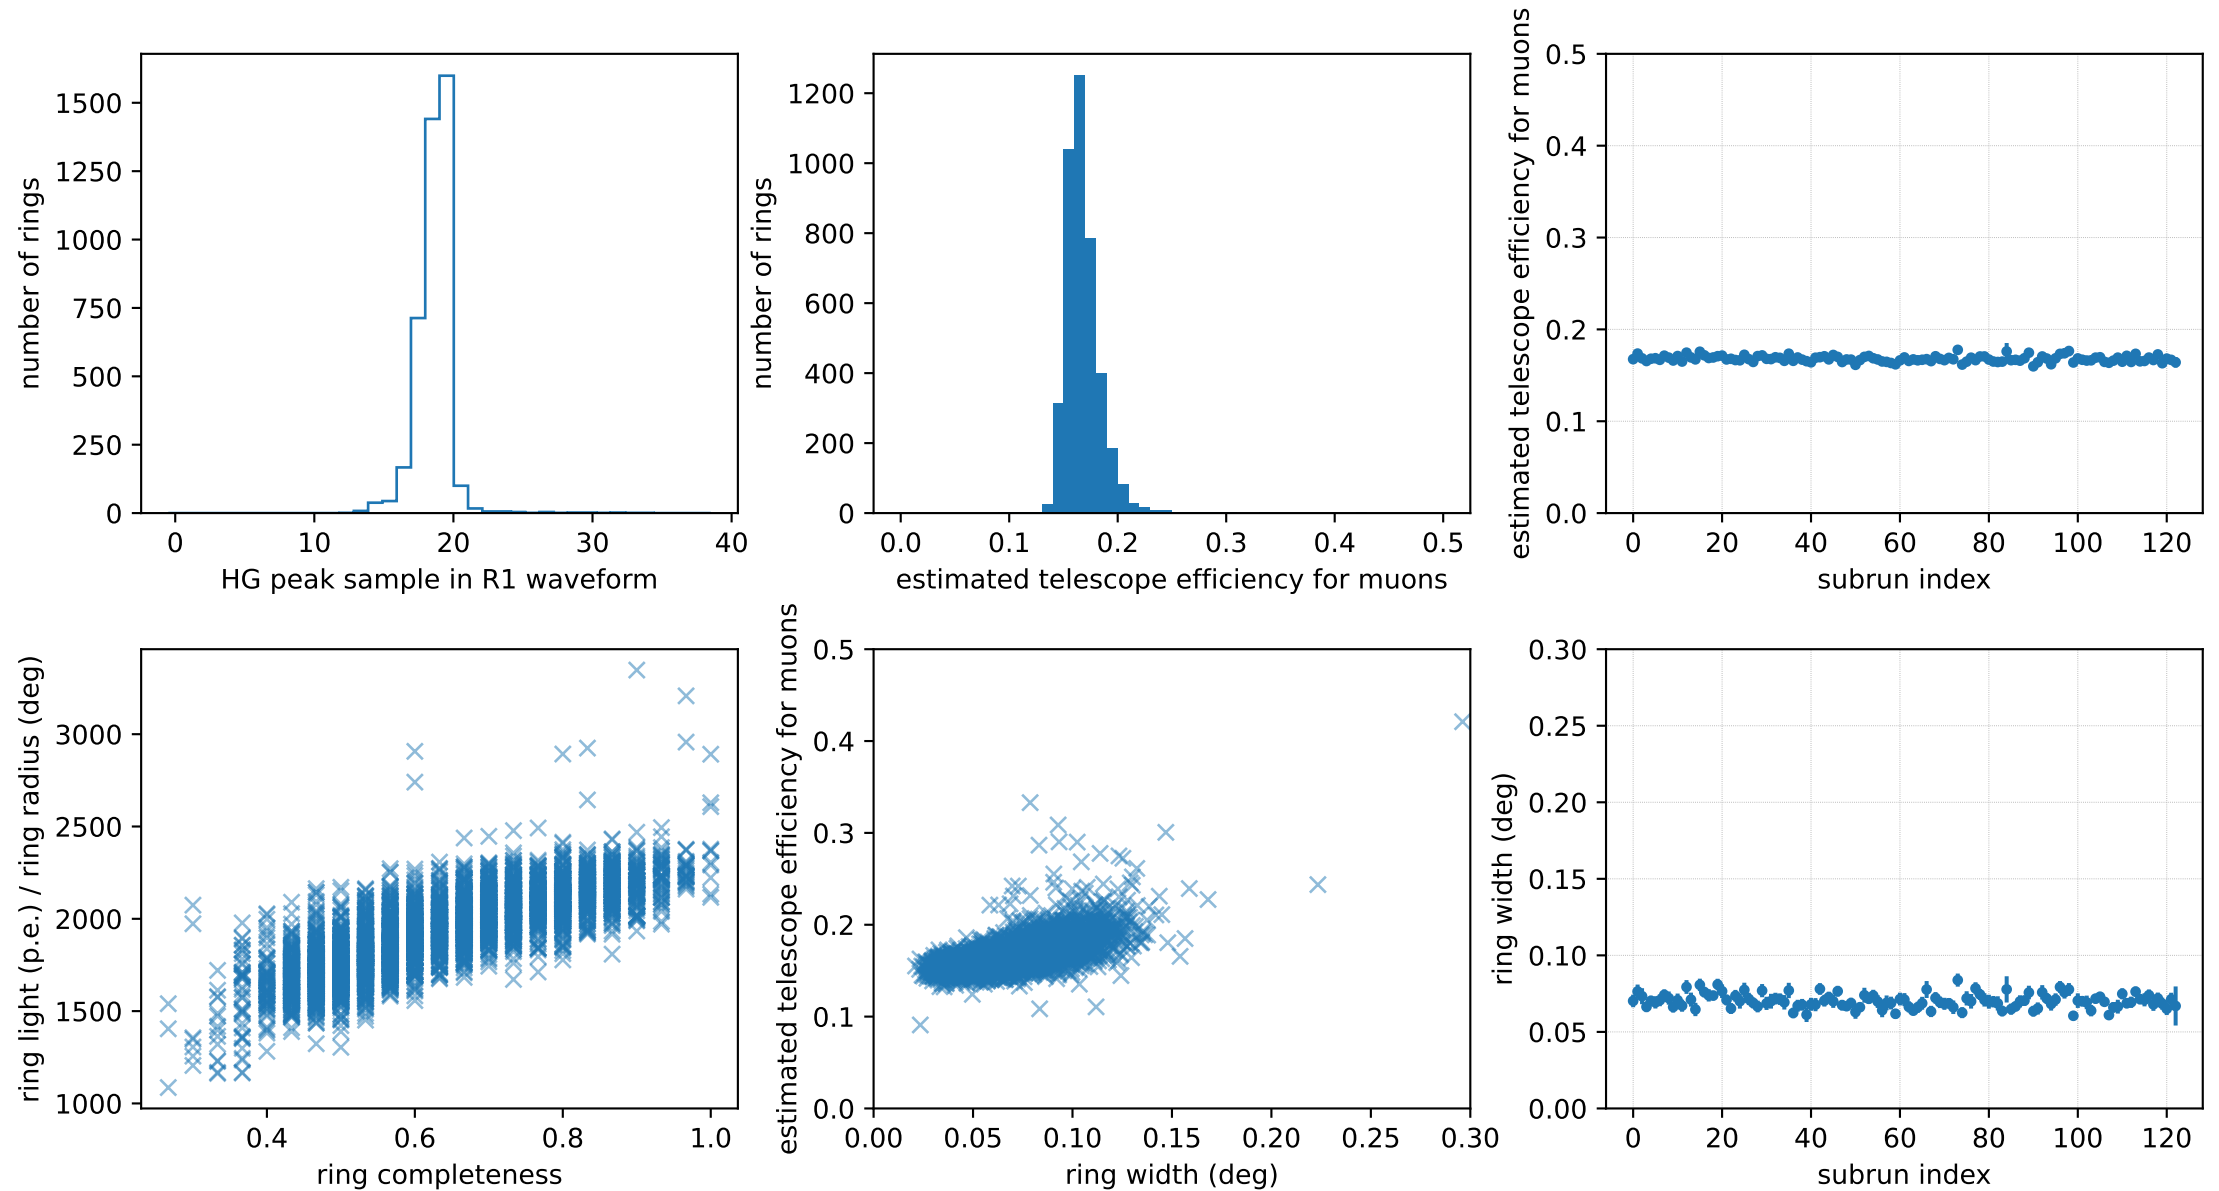 number of rings
1500
1250
1000
750
500
250
0
0 10 20 30 40
HG peak sample in R1 waveform
number of rings
1200
1000
800
600
400
200
0
0.0 0.1 0.2 0.3 0.4 0.5
estimated telescope efficiency for muons
estimated telescope efficiency for muons
0.5
0.4
0.3
0.2
0.1
0.0
0 20 40 60 80 100 120
subrun index
ring light (p.e.) / ring radius (deg)
3000
2500
2000
1500
1000
0.4 0.6 0.8 1.0
ring completeness
estimated telescope efficiency for muons
0.5
0.4
0.3
0.2
0.1
0.0
0.00 0.05 0.10 0.15 0.20 0.25 0.30
ring width (deg)
ring width (deg)
0.30
0.25
0.20
0.15
0.10
0.05
0.00
0 20 40 60 80 100 120
subrun index